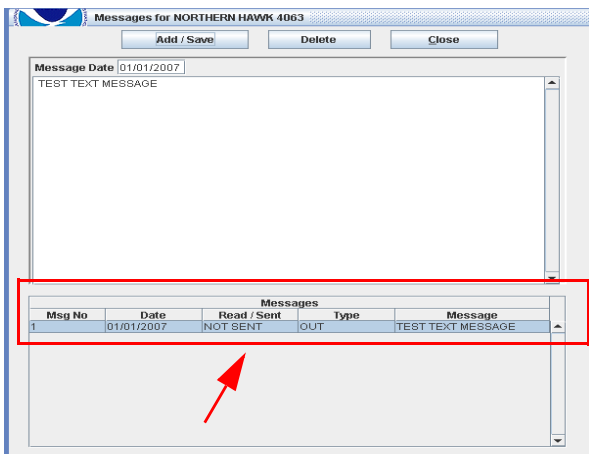 Messages for NORTHERN HAWK 4063
Add / Save Delete Close
Message Date 01/01/2007
TEST TEXT MESSAGE
Messages
Msg No Date Read / Sent Type Message
1 01/01/2007 NOT SENT OUT TEST TEXT MESSAGE